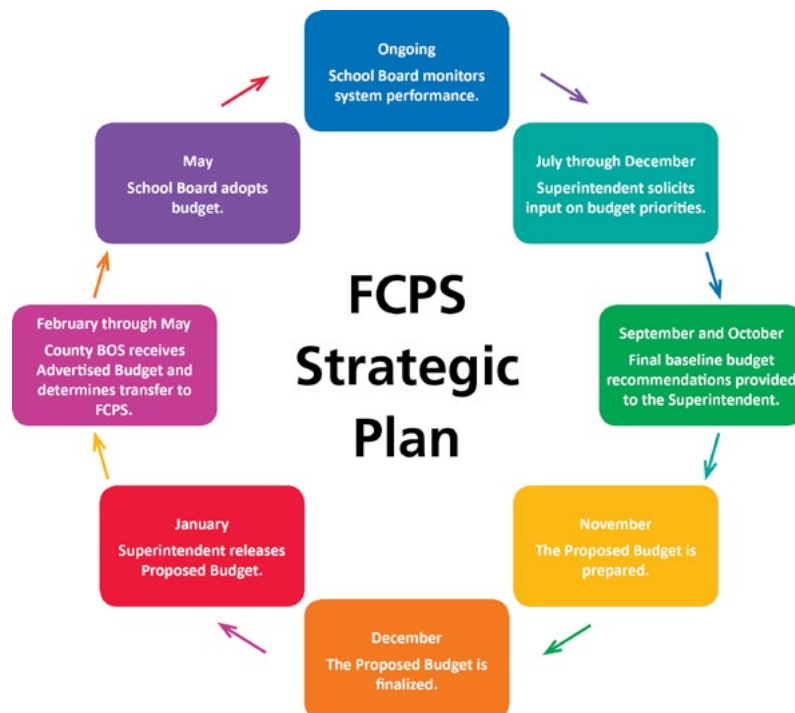 Ongoing
School Board monitors
system performance.
July through December
Superintendent solicits
input on budget priorities.
September and October
Final baseline budget
recommendations provided
to the Superintendent.
November
The Proposed Budget is
prepared.
December
The Proposed Budget is
finalized.
January
Superintendent releases
Proposed Budget.
February through May
County BOS receives
Advertised Budget and
determines transfer to
FCPS.
May
School Board adopts
budget.
FCPS
Strategic
Plan